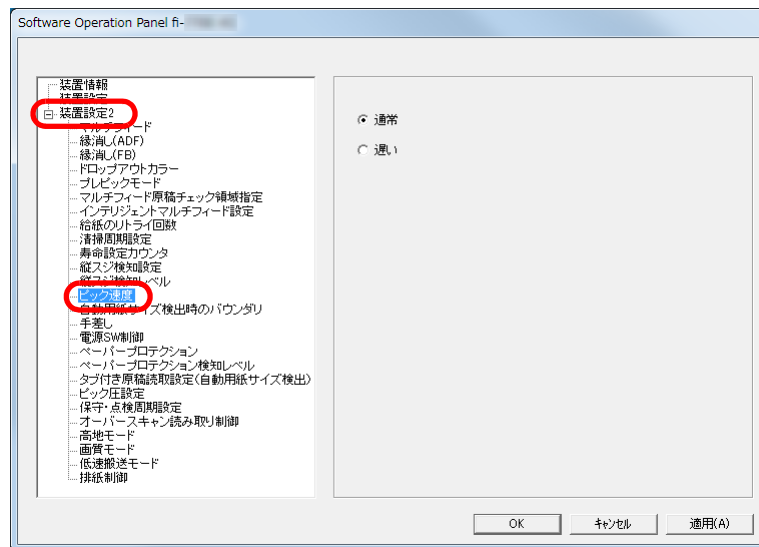 Software Operation Panel fi-
装置情報
装置設定
装置設定2
マルチフィード
縁消し(ADF)
縁消し(FB)
ドロップアウトカラー
プレピックモード
マルチフィード原稿チェック領域指定
インテリジェントマルチフィード設定
給紙のリトライ回数
清掃周期設定
寿命設定カウンタ
縦スジ検知設定
縦スジ検知レベル
ピック速度
自動用紙サイズ検出時のバウンダリ
手差し
電源SW制御
ペーパープロテクション
ペーパープロテクション検知レベル
タブ付き原稿読取設定(自動用紙サイズ検出)
ピック圧設定
保守・点検周期設定
オーバースキャン読み取り制御
高地モード
画質モード
低速搬送モード
排紙制御
通常
遅い
OK キャンセル 適用(A)